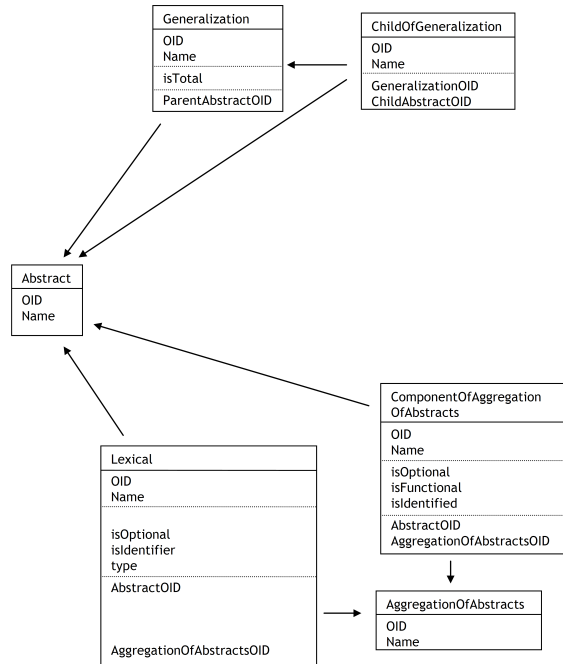 Generalization
OID
Name
isTotal
ParentAbstractOID
ChildOfGeneralization
OID
Name
GeneralizationOID
ChildAbstractOID
Abstract
OID
Name
ComponentOfAggregation
OfAbstracts
OID
Name
isOptional
isFunctional
isIdentified
AbstractOID
AggregationOfAbstractsOID
Lexical
OID
Name
isOptional
isIdentifier
type
AbstractOID
AggregationOfAbstractsOID
AggregationOfAbstracts
OID
Name